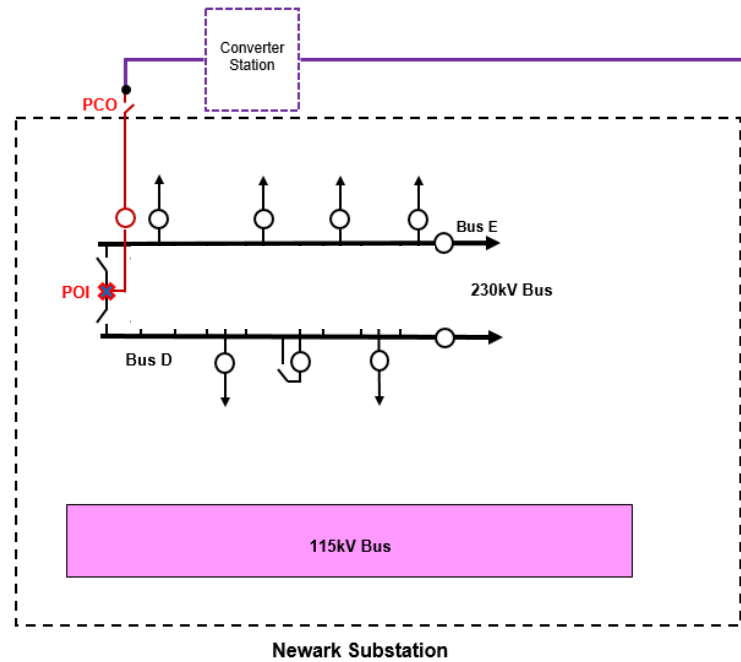 Converter
Station
PCO
Bus E
POI
230kV Bus
Bus D
115kV Bus
Newark Substation